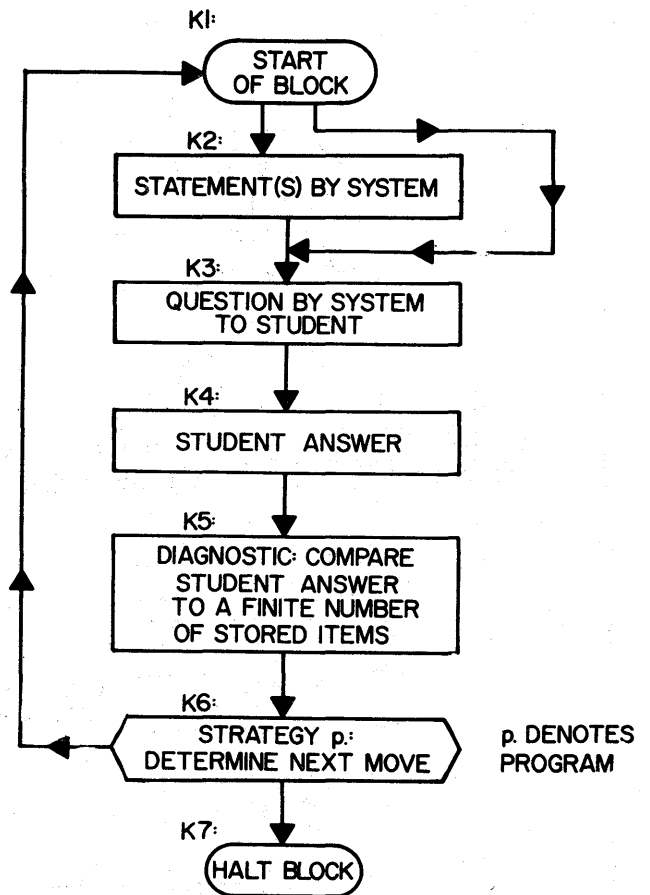 K1:
START
OF BLOCK
K2:
STATEMENT(S) BY SYSTEM
K3:
QUESTION BY SYSTEM
TO STUDENT
K4:
STUDENT ANSWER
K5:
DIAGNOSTIC: COMPARE
STUDENT ANSWER
TO A FINITE NUMBER
OF STORED ITEMS
K6:
STRATEGY p.:
DETERMINE NEXT MOVE
p. DENOTES
PROGRAM
K7:
HALT BLOCK